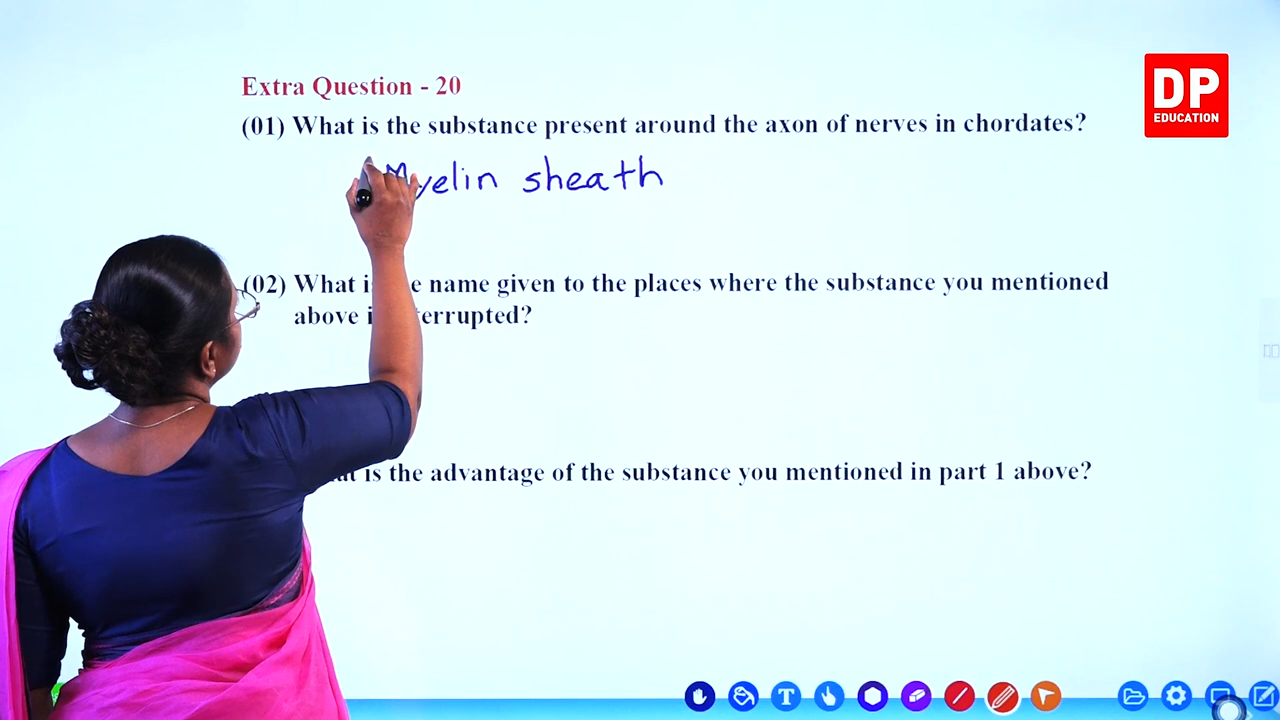 DP
EDUCATION
Extra Question - 20
(01) What is the substance present around the axon of nerves in chordates?
Myelin sheath
(02) What name given to the places where the substance you mentioned
above
is the advantage of the substance you mentioned in part 1 above?